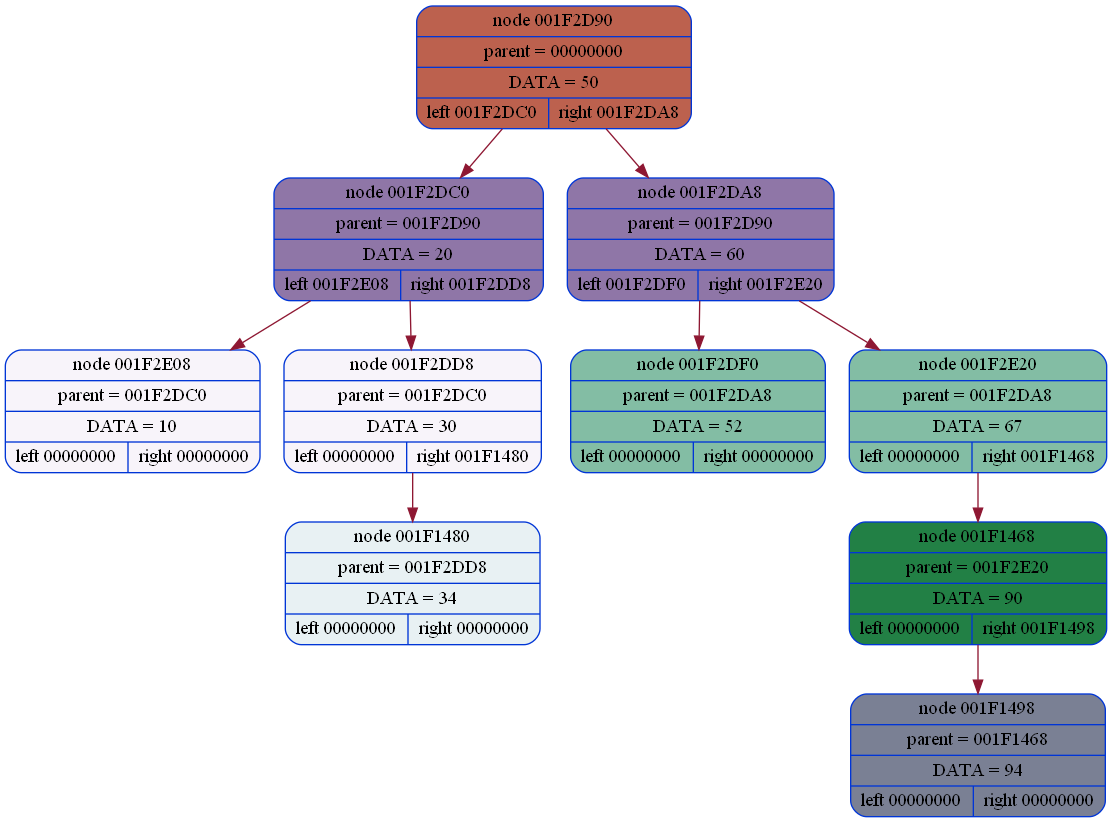 node 001F2D90
parent = 00000000
DATA = 50
left 001F2DC0 right 001F2DA8
node 001F2DC0
parent = 001F2D90
DATA = 20
left 001F2E08 right 001F2DD8
node 001F2DA8
parent = 001F2D90
DATA = 60
left 001F2DF0 right 001F2E20
node 001F2E08
parent = 001F2DC0
DATA = 10
left 00000000 right 00000000
node 001F2DD8
parent = 001F2DC0
DATA = 30
left 00000000 right 001F1480
node 001F2DF0
parent = 001F2DA8
DATA = 52
left 00000000 right 00000000
node 001F2E20
parent = 001F2DA8
DATA = 67
left 00000000 right 001F1468
node 001F1480
parent = 001F2DD8
DATA = 34
left 00000000 right 00000000
node 001F1468
parent = 001F2E20
DATA = 90
left 00000000 right 001F1498
node 001F1498
parent = 001F1468
DATA = 94
left 00000000 right 00000000